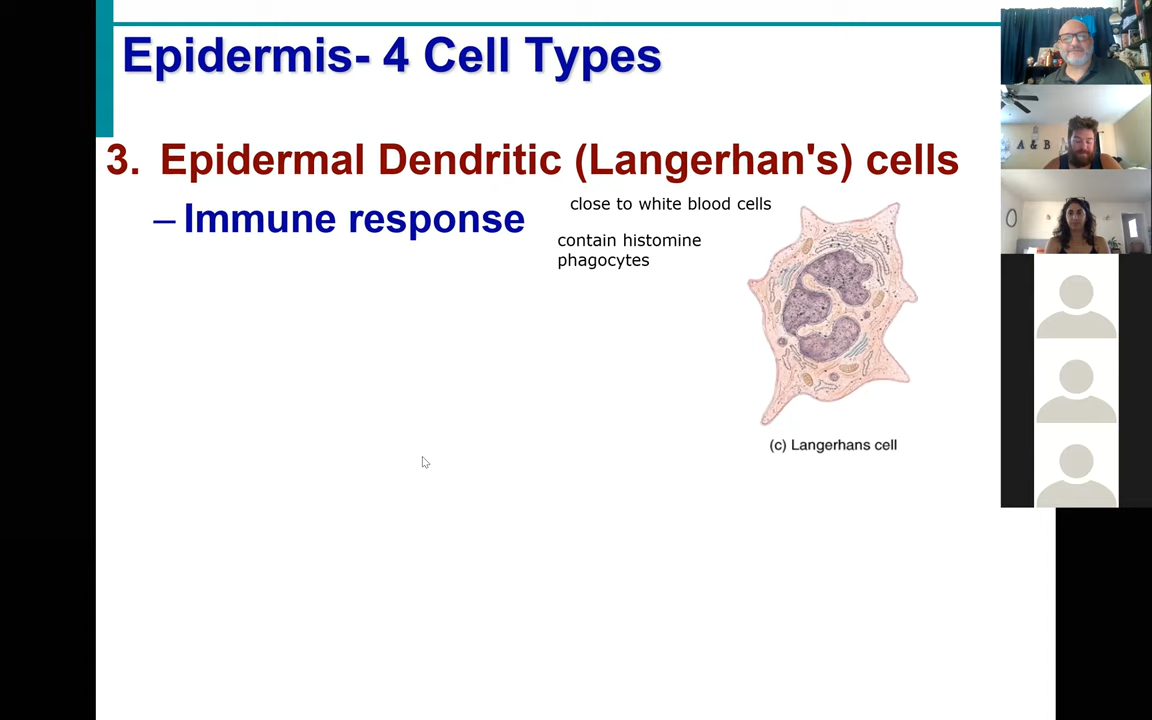 Epidermis- 4 Cell Types
3. Epidermal Dendritic (Langerhan's) cells
– Immune response
close to white blood cells
contain histomine
phagocytes
(c) Langerhans cell
A & B